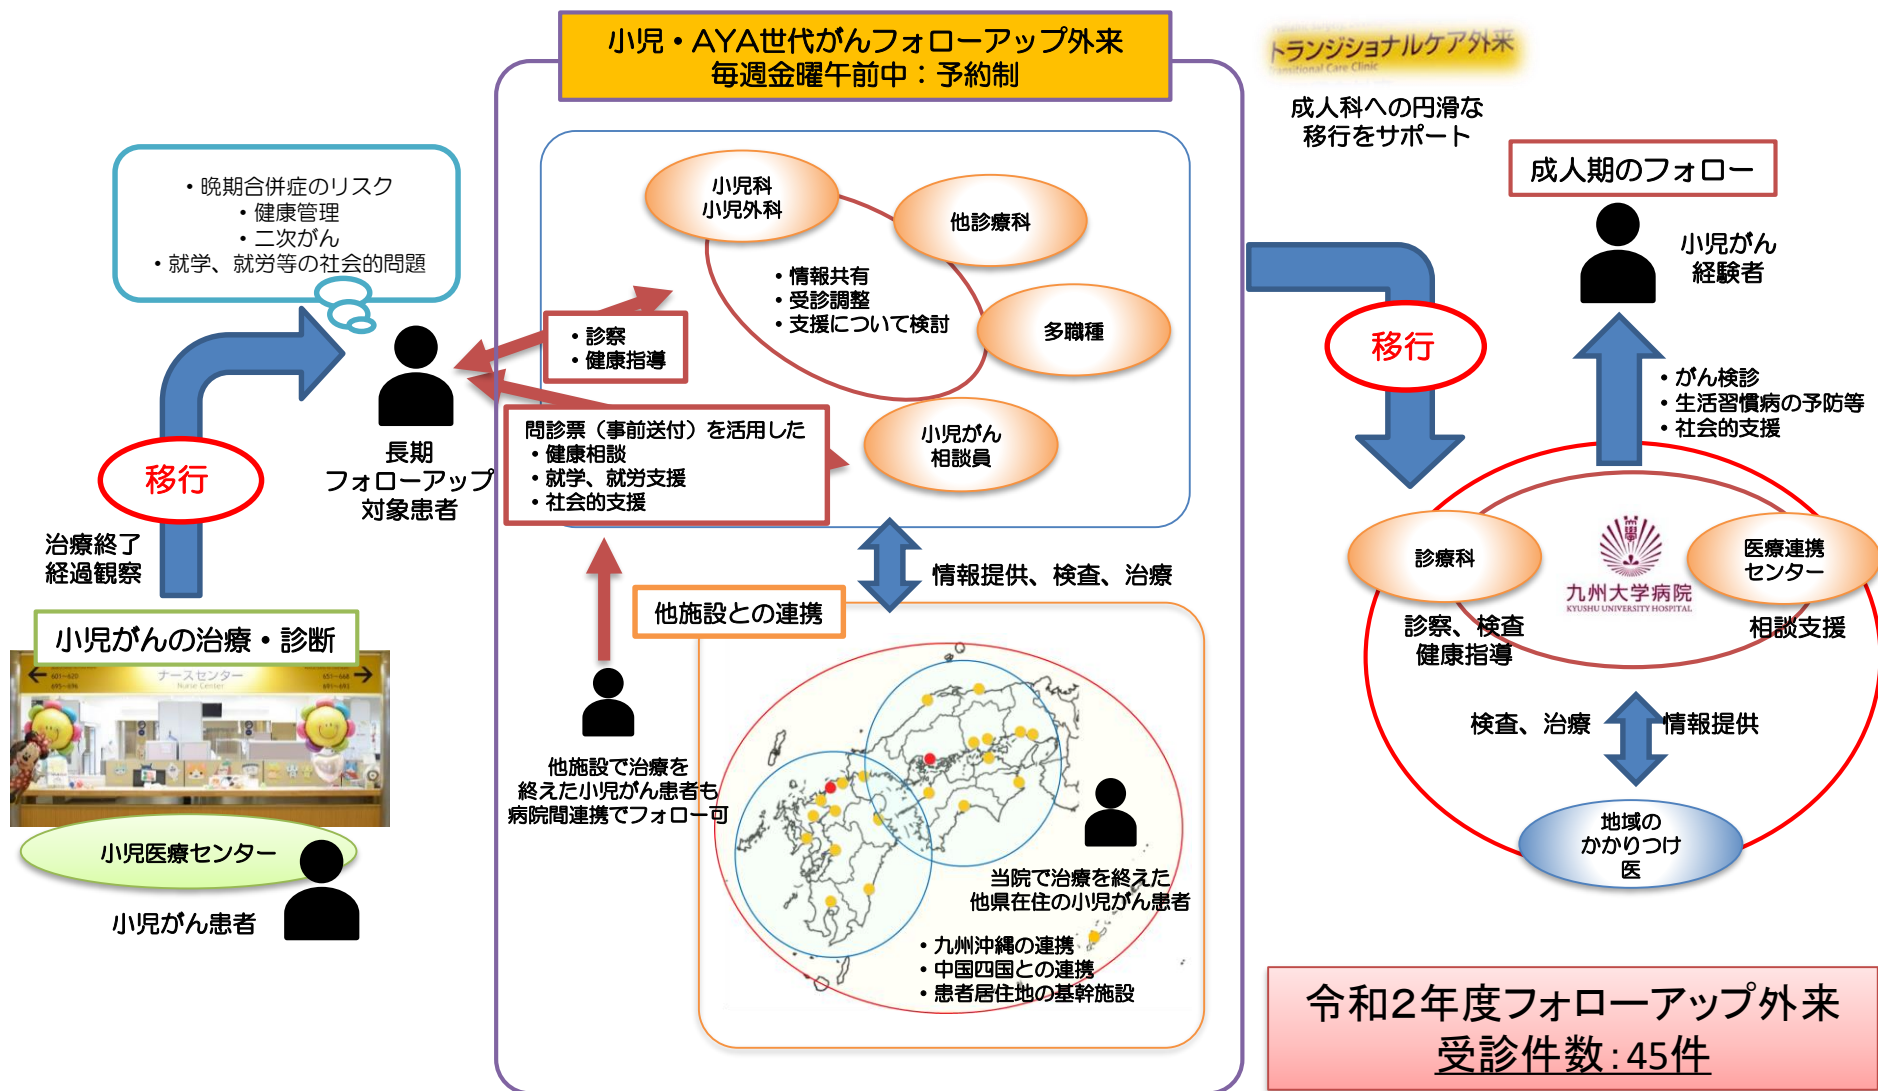 小児・AYA世代がんフォローアップ外来
毎週金曜午前中：予約制
トランジショナルケア外来
Transitional Care Clinic
成人科への円滑な
移行をサポート
成人期のフォロー
小児がん
経験者
・晩期合併症のリスク
・健康管理
・二次がん
・就学、就労等の社会的問題
小児科
小児外科
他診療科
多職種
小児がん
相談員
・情報共有
・受診調整
・支援について検討
・診察
・健康指導
問診票（事前送付）を活用した
・健康相談
・就学、就労支援
・社会的支援
長期
フォローアップ
対象患者
移行
治療終了
経過観察
小児がんの治療・診断
ナースセンター
Nurse Center
601～620
695～696
651～668
691～693
小児医療センター
小児がん患者
情報提供、検査、治療
他施設との連携
他施設で治療を
終えた小児がん患者も
病院間連携でフォロー可
当院で治療を終えた
他県在住の小児がん患者
・九州沖縄の連携
・中国四国との連携
・患者居住地の基幹施設
移行
・がん検診
・生活習慣病の予防等
・社会的支援
診療科
九州大学病院
KYUSHU UNIVERSITY HOSPITAL
医療連携
センター
診察、検査
健康指導
相談支援
検査、治療
情報提供
地域の
かかりつけ
医
令和２年度フォローアップ外来
受診件数：45件